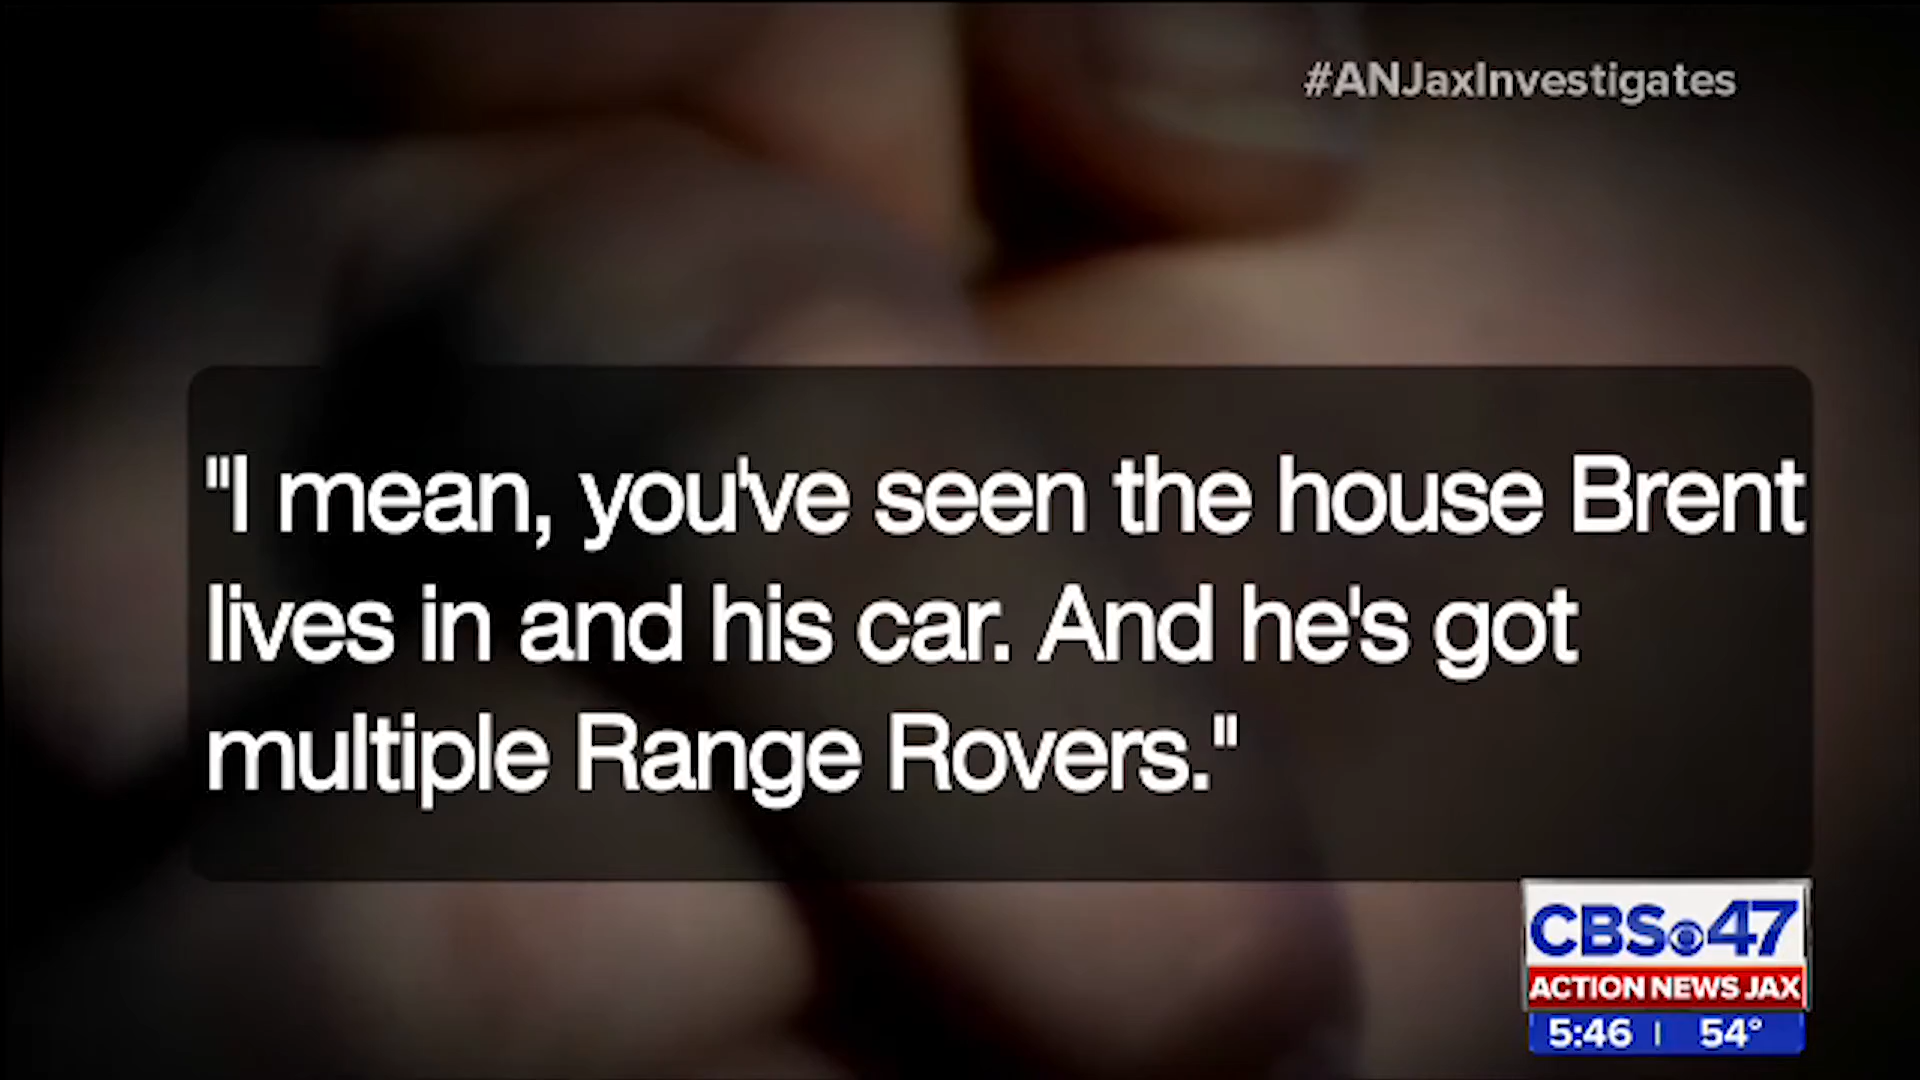 #ANJaxInvestigates
"I mean, you've seen the house Brent
lives in and his car. And he's got
multiple Range Rovers."
CBS 47
ACTION NEWS JAX
5:46 | 54°